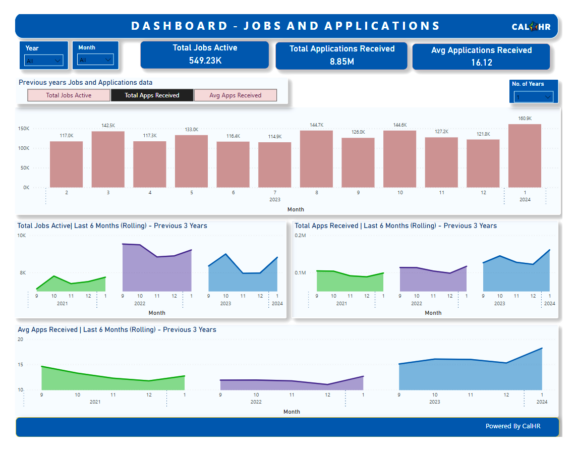 DASHBOARD - JOBS AND APPLICATIONS
CALHR
Year
Month
Total Jobs Active
549.23K
Total Applications Received
8.85M
Avg Applications Received
16.12
Previous years Jobs and Applications data
Total Jobs Active Total Apps Received Avg Apps Received
No. of Years
150K
100K
50K
0K
117.0K 142.5K 117.1K 133.0K 116.4K 114.8K 144.7K 126.0K 144.8K 127.2K 121.8K 160.9K
2 3 4 5 6 7 8 9 10 11 12 1
2023 2024
Month
Total Jobs Active| Last 6 Months (Rolling) - Previous 3 Years
10K
8K
9 10 11 12 1 9 10 11 12 1 9 10 11 12 1
2021 2022 2023 2024
Month
Total Apps Received | Last 6 Months (Rolling) - Previous 3 Years
0.2M
0.1M
9 10 11 12 1 9 10 11 12 1 9 10 11 12 1
2021 2022 2023 2024
Month
Avg Apps Received | Last 6 Months (Rolling) - Previous 3 Years
20
15
10
9 10 11 12 1 9 10 11 12 1 9 10 11 12 1
2021 2022 2023 2024
Month
Powered By CalHR